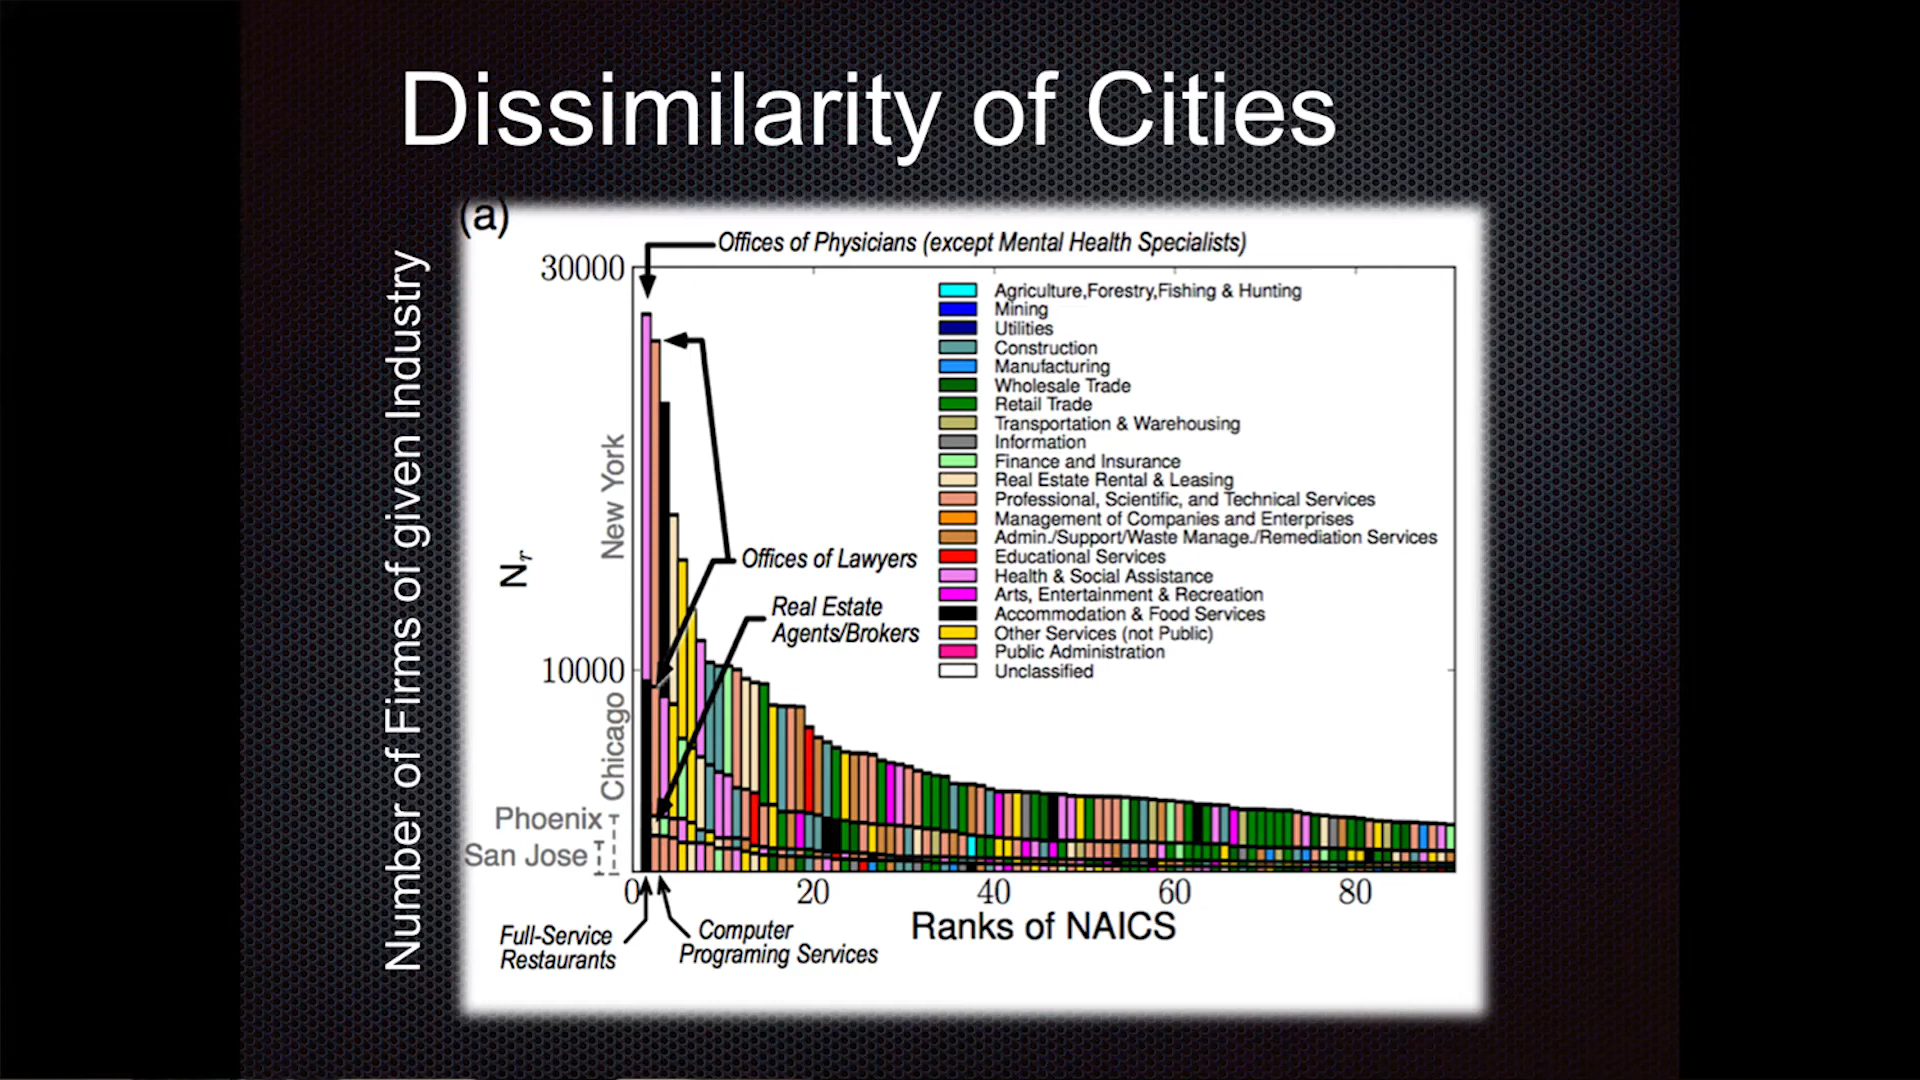 Dissimilarity of Cities
(a)
Number of Firms of given Industry
Offices of Physicians (except Mental Health Specialists)
30000
Agriculture,Forestry,Fishing & Hunting
Mining
Utilities
Construction
Manufacturing
Wholesale Trade
Retail Trade
Transportation & Warehousing
Information
Finance and Insurance
Real Estate Rental & Leasing
Professional, Scientific, and Technical Services
Management of Companies and Enterprises
Admin./Support/Waste Manage./Remediation Services
Educational Services
Health & Social Assistance
Arts, Entertainment & Recreation
Accommodation & Food Services
Other Services (not Public)
Public Administration
Unclassified
New York
Nr
Offices of Lawyers
Real Estate
Agents/Brokers
10000
Chicago
Phoenix
San Jose
0 20 40 60 80
Ranks of NAICS
Full-Service
Restaurants
Computer
Programing Services